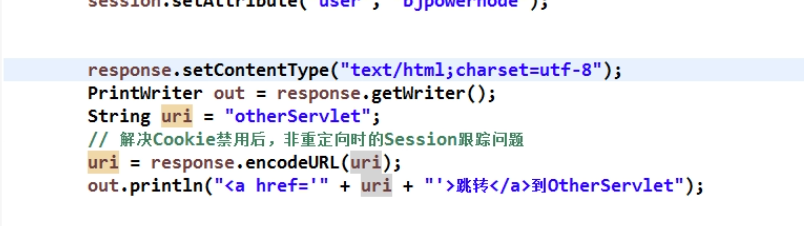 session.setAttribute("user", "bjpowernode");
response.setContentType("text/html;charset=utf-8");
PrintWriter out = response.getWriter();
String uri = "otherServlet";
// 解决Cookie禁用后，非重定向时的Session跟踪问题
uri = response.encodeURL(uri);
out.println("<a href='" + uri + "'>跳转</a>到OtherServlet");